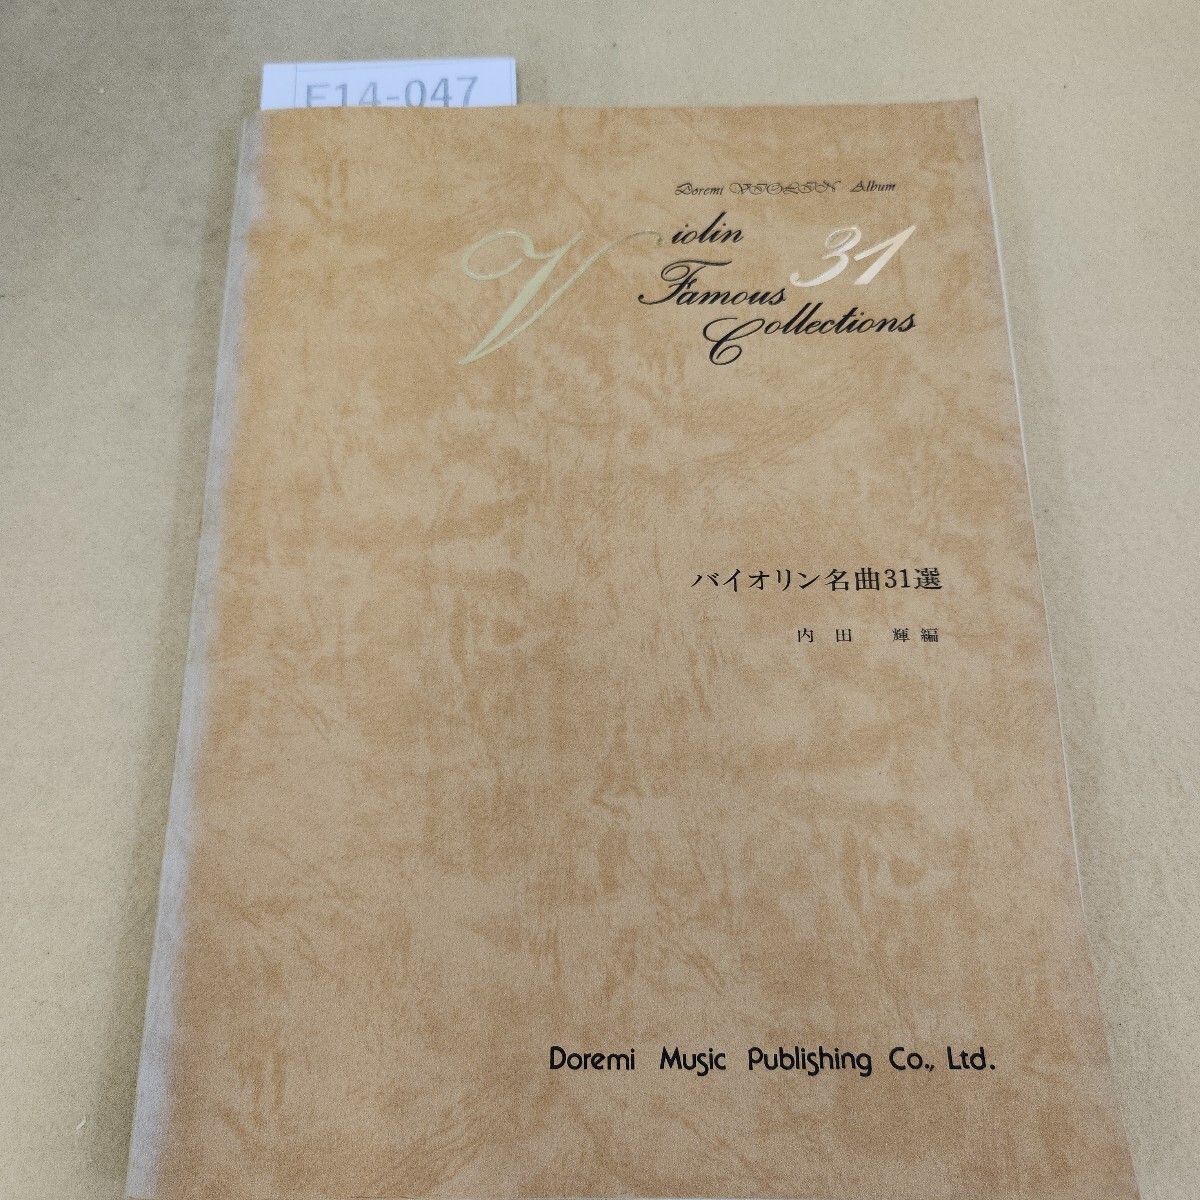 E14-047
Doremi VIOLIN Album
Violin 31
Famous
Collections
バイオリン名曲31選
内田 輝編
Doremi Music Publishing Co., Ltd.